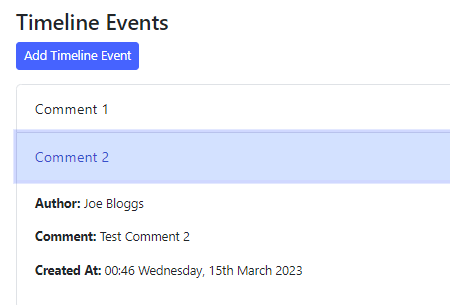 Timeline Events
Add Timeline Event
Comment 1
Comment 2
Author: Joe Bloggs
Comment: Test Comment 2
Created At: 00:46 Wednesday, 15th March 2023